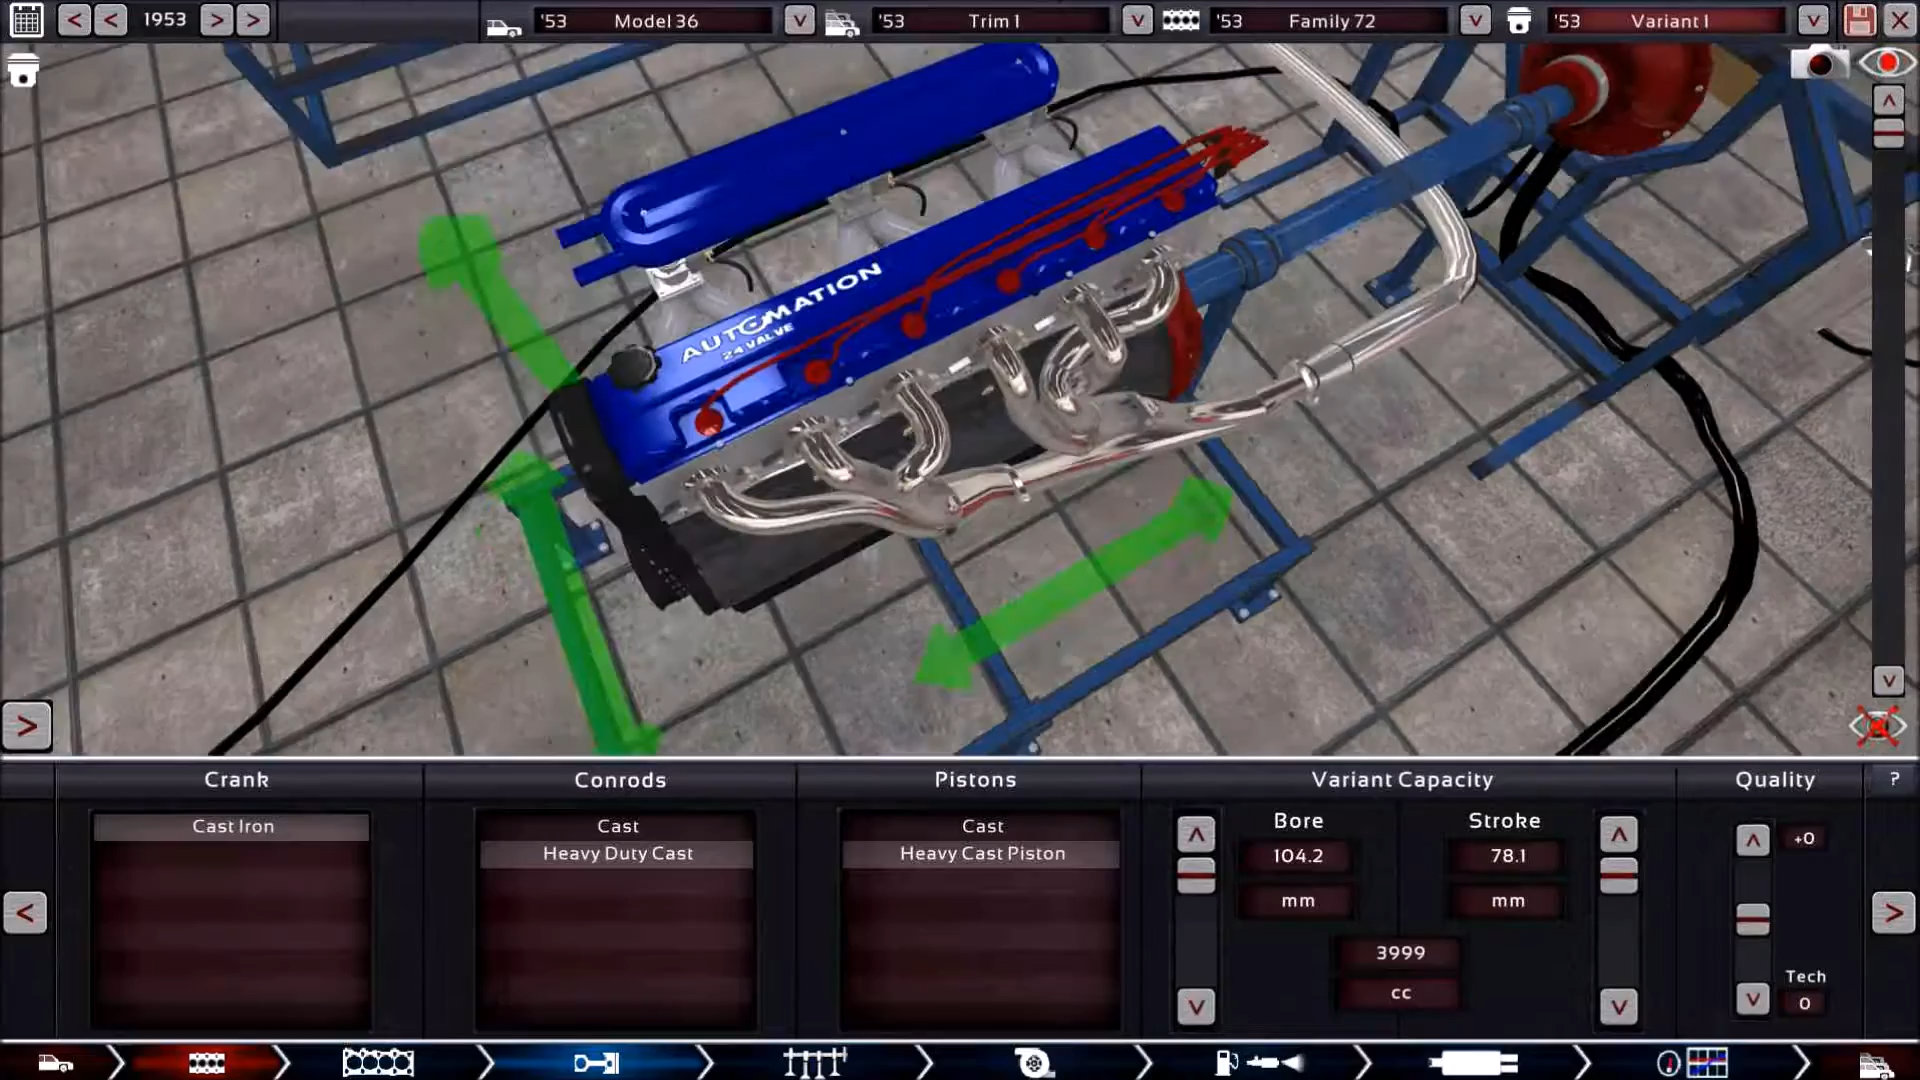 1953
'53 Model 36
'53 Trim 1
'53 Family 72
'53 Variant 1
AUTOMATION
24 VALVE
Crank
Conrods
Pistons
Variant Capacity
Quality
?
Cast Iron
Cast
Heavy Duty Cast
Cast
Heavy Cast Piston
Bore
104.2
mm
Stroke
78.1
mm
3999
cc
+0
Tech
0